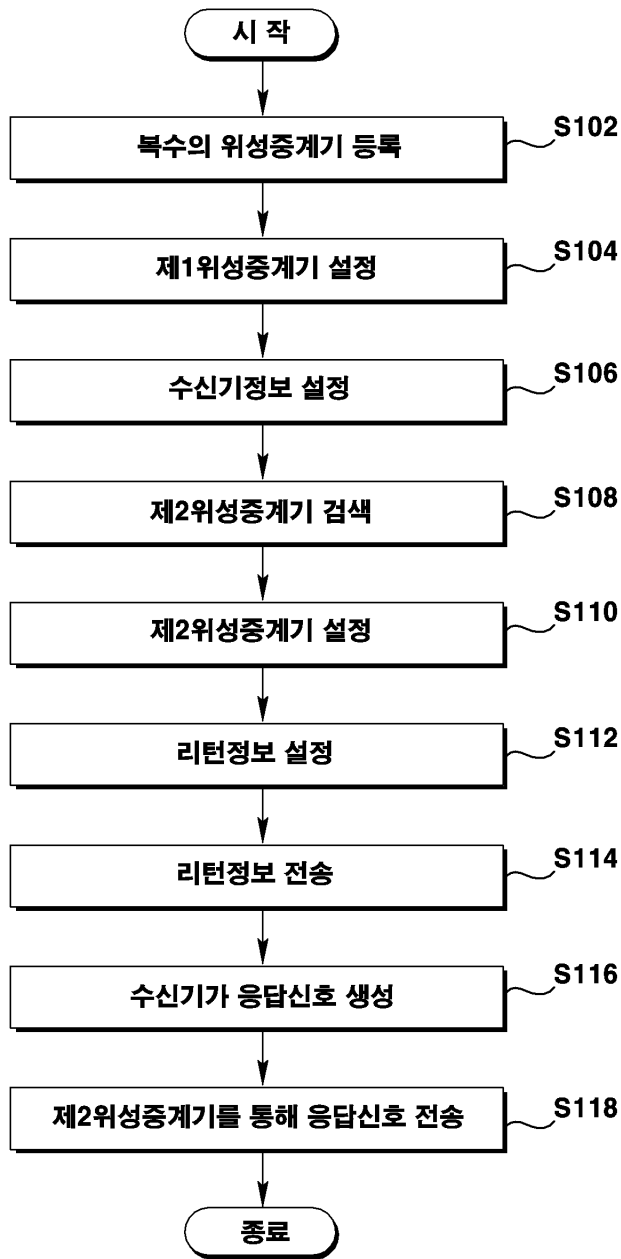 시 작
복수의 위성중계기 등록
S102
제1위성중계기 설정
S104
수신기정보 설정
S106
제2위성중계기 검색
S108
제2위성중계기 설정
S110
리턴정보 설정
S112
리턴정보 전송
S114
수신기가 응답신호 생성
S116
제2위성중계기를 통해 응답신호 전송
S118
종료